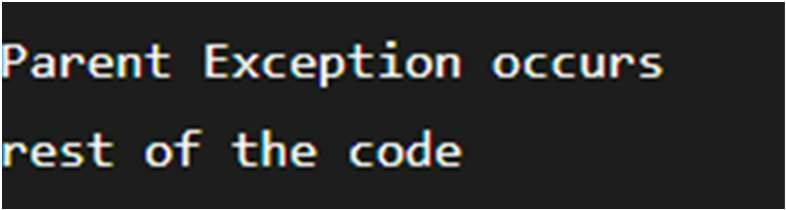 Parent Exception occurs
rest of the code